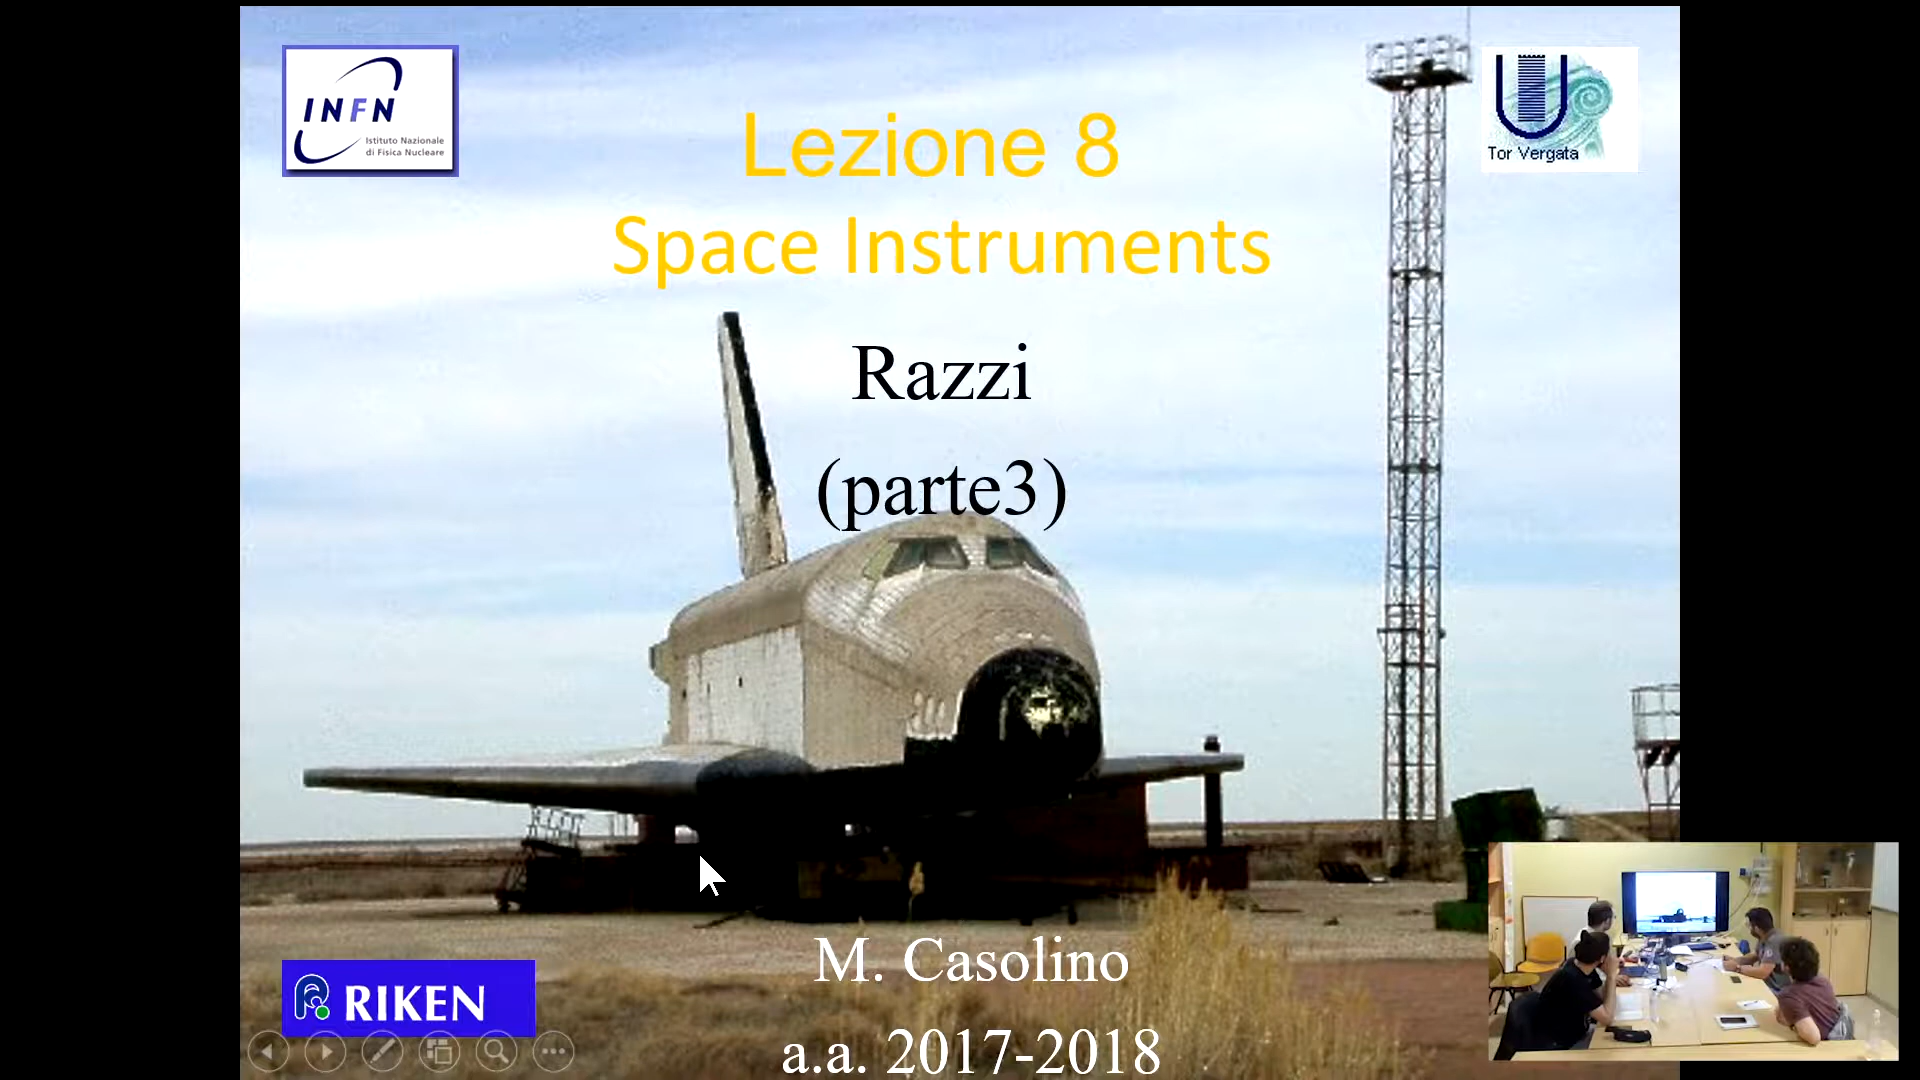 INFN
Istituto Nazionale
di Fisica Nucleare
Tor Vergata
Lezione 8
Space Instruments
Razzi
(parte3)
M. Casolino
a.a. 2017-2018
RIKEN